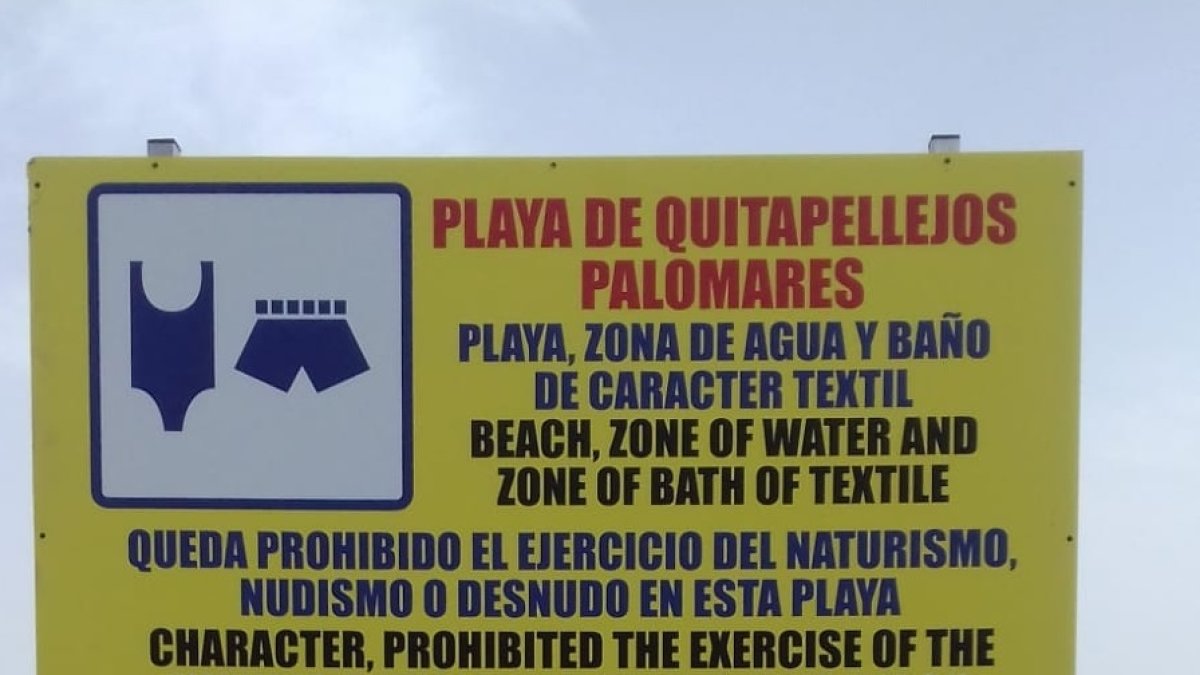 PLAYA DE QUITAPELLEJOS
PALOMARES
PLAYA, ZONA DE AGUA Y BAÑO
DE CARACTER TEXTIL
BEACH, ZONE OF WATER AND
ZONE OF BATH OF TEXTILE
QUEDA PROHIBIDO EL EJERCICIO DEL NATURISMO,
NUDISMO O DESNUDO EN ESTA PLAYA
CHARACTER, PROHIBITED THE EXERCISE OF THE